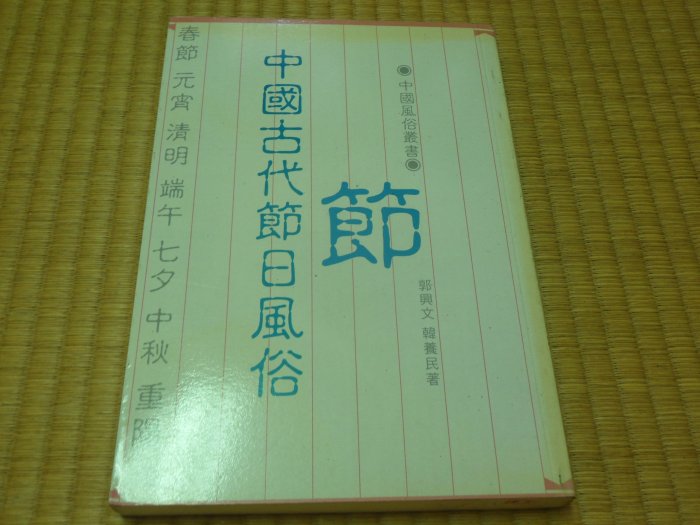 ◉中國風俗叢書◉
節
郭興文 韓養民著
中國古代節日風俗
春節 元宵 清明 端午 七夕 中秋 重陽